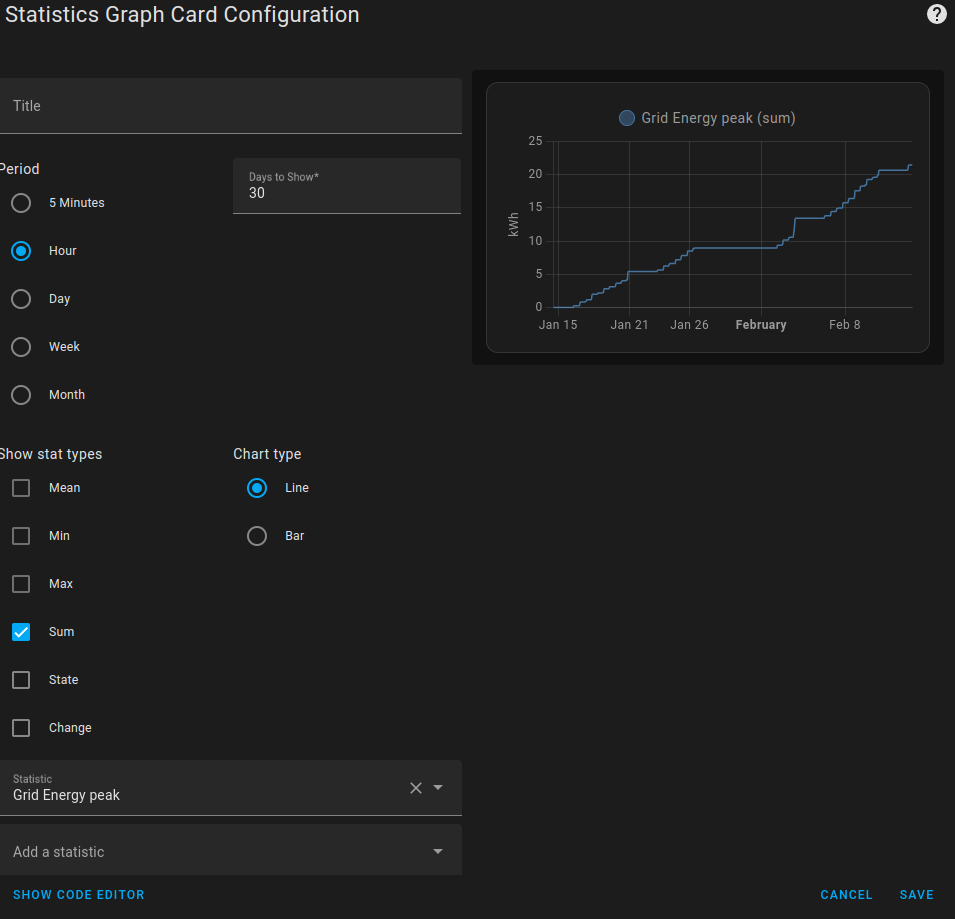 Statistics Graph Card Configuration
?
Title
Period
5 Minutes
Hour
Day
Week
Month
Days to Show*
30
Grid Energy peak (sum)
kWh
25
20
15
10
5
0
Jan 15
Jan 21
Jan 26
February
Feb 8
Show stat types
Mean
Min
Max
Sum
State
Change
Chart type
Line
Bar
Statistic
Grid Energy peak
Add a statistic
SHOW CODE EDITOR
CANCEL
SAVE